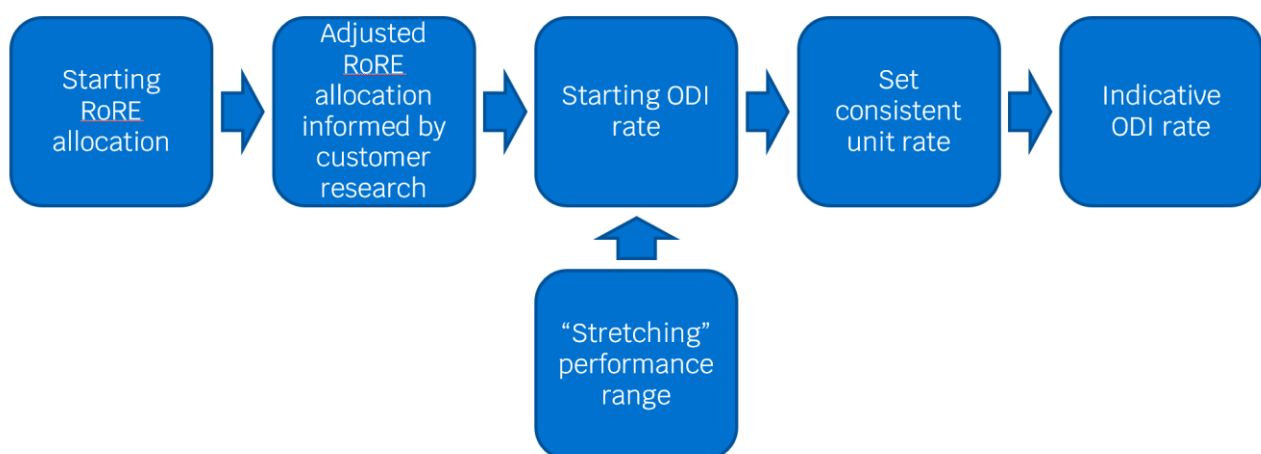 Starting
RoRE
allocation
Adjusted
RoRE
allocation
informed by
customer
research
Starting ODI
rate
Set
consistent
unit rate
Indicative
ODI rate
“Stretching”
performance
range